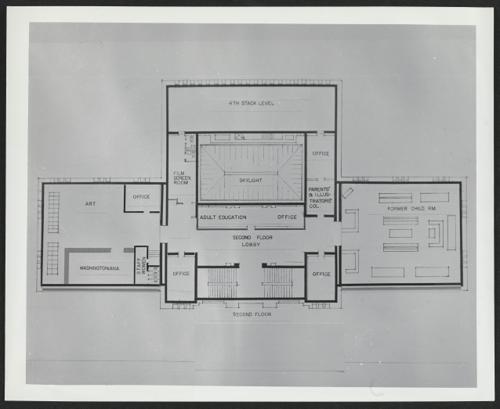 4TH STACK LEVEL
OFFICE
FILM
SCREEN
ROOM
SKYLIGHT
PARENTS'
& ILLUS-
TRATORS'
COL.
OFFICE
ART
ADULT EDUCATION OFFICE
FORMER CHILD. RM.
SECOND FLOOR
LOBBY
WASHINGTONIANA
STAFF
WOMEN
OFFICE
OFFICE
SECOND FLOOR